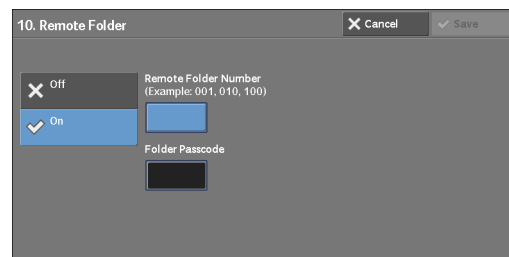 10. Remote Folder
Cancel
Save
Off
On
Remote Folder Number
(Example: 001, 010, 100)
Folder Passcode